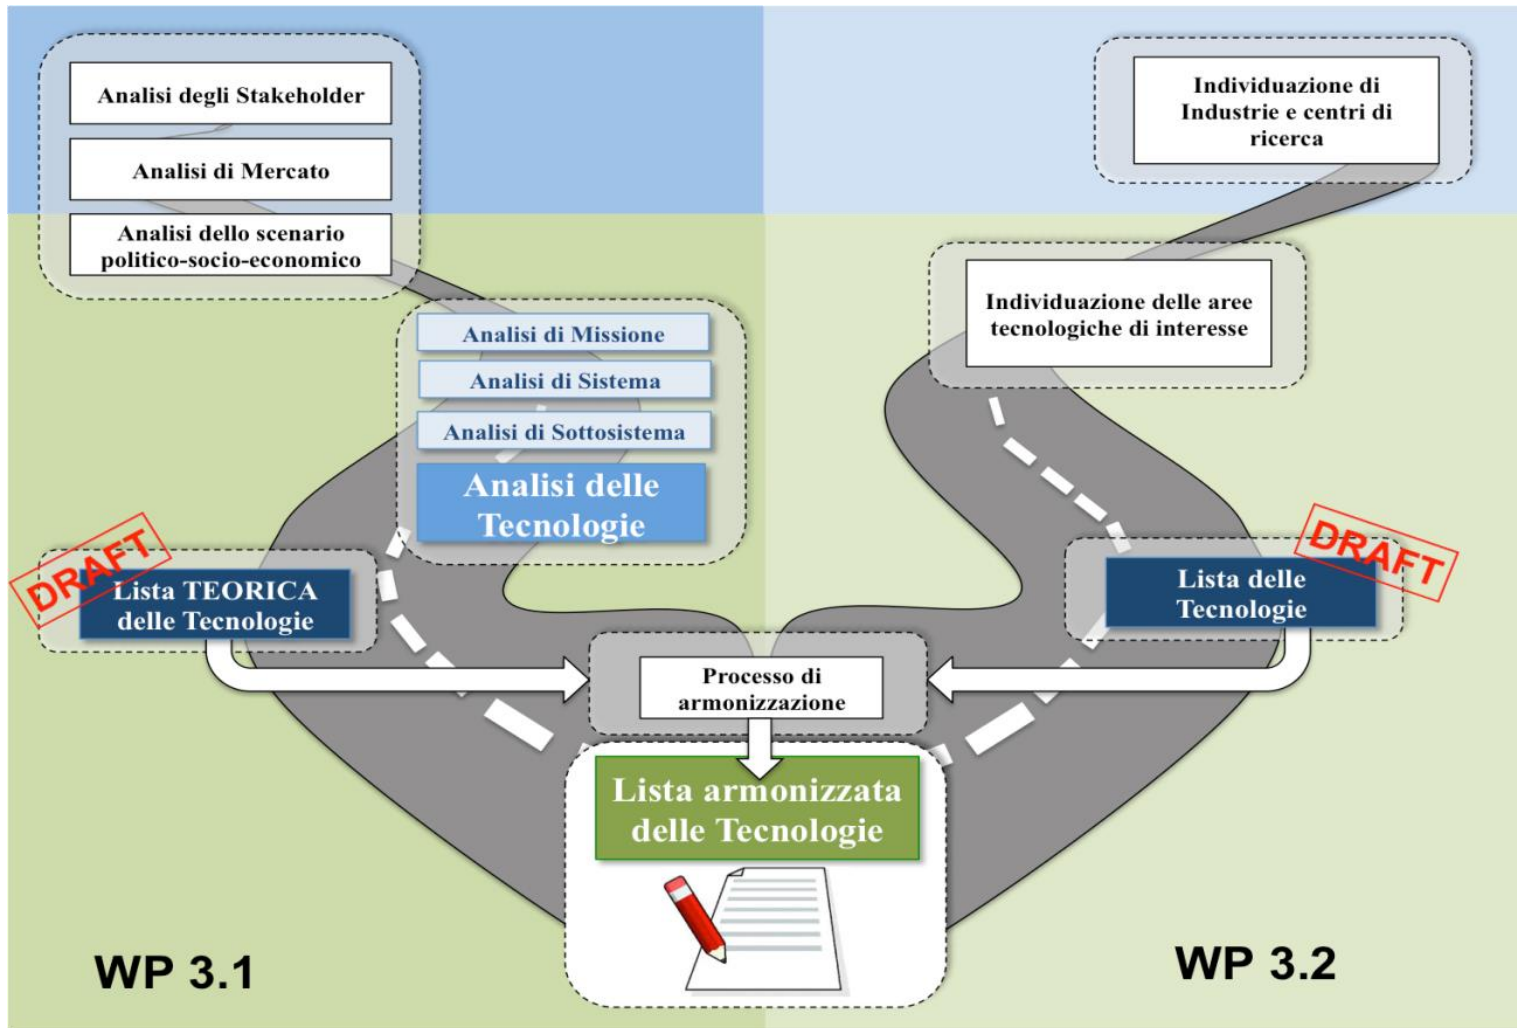 Analisi degli Stakeholder
Analisi di Mercato
Analisi dello scenario
politico-socio-economico
Analisi di Missione
Analisi di Sistema
Analisi di Sottosistema
Analisi delle
Tecnologie
DRAFT
Lista TEORICA
delle Tecnologie
Individuazione di
Industrie e centri di
ricerca
Individuazione delle aree
tecnologiche di interesse
DRAFT
Lista delle
Tecnologie
Processo di
armonizzazione
Lista armonizzata
delle Tecnologie
WP 3.1
WP 3.2